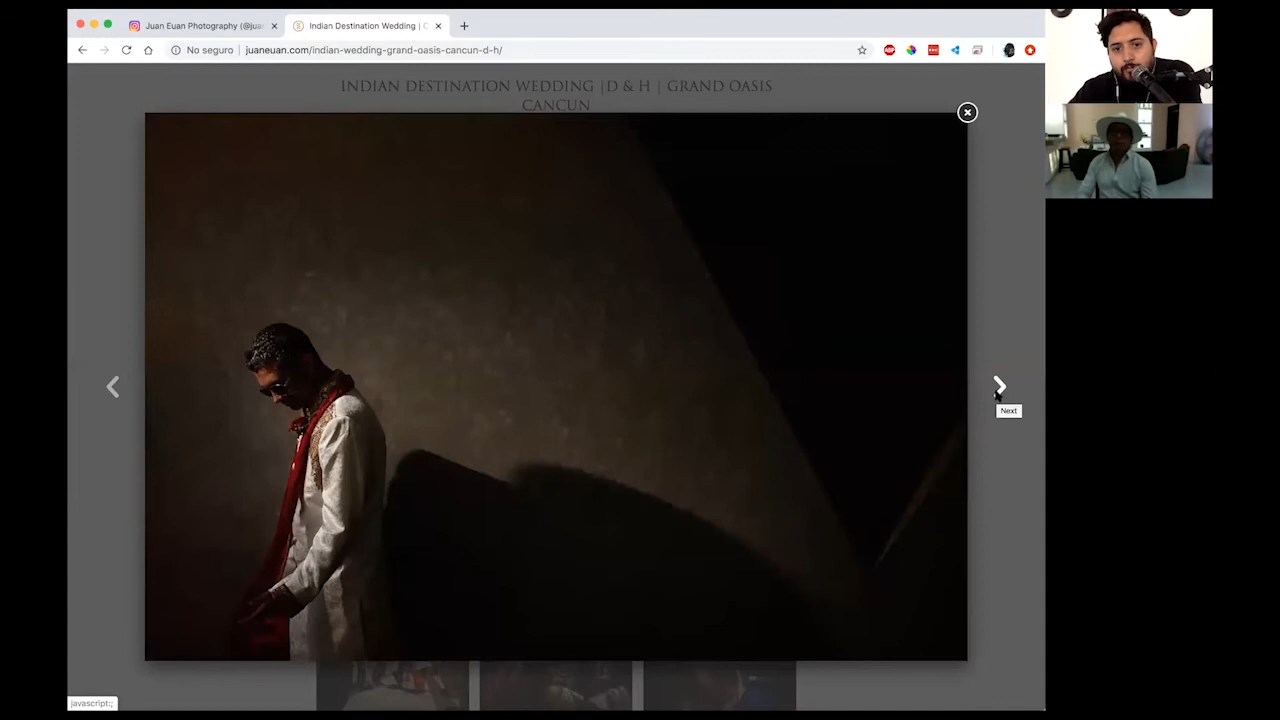 Juan Euan Photography (@jua
Indian Destination Wedding | C
No seguro
juaneuan.com/indian-wedding-grand-oasis-cancun-d-h/
ABP
INDIAN DESTINATION WEDDING |D & H | GRAND OASIS
CANCUN
Next
javascript:;